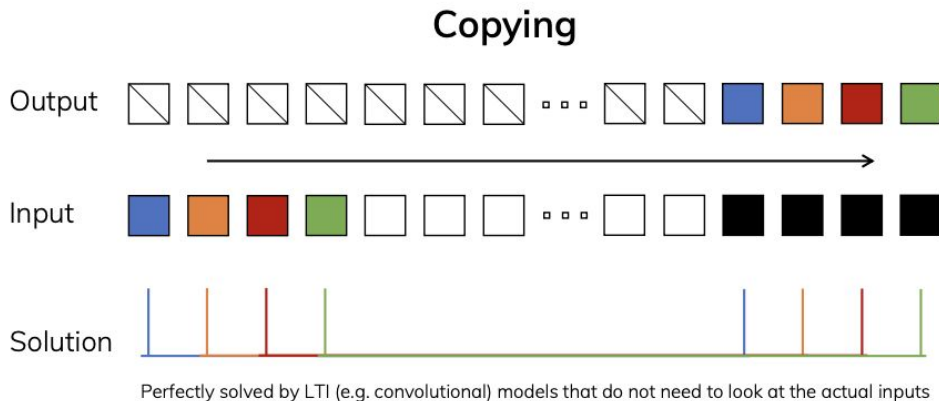 Copying
Output
Input
Solution
Perfectly solved by LTI (e.g. convolutional) models that do not need to look at the actual inputs